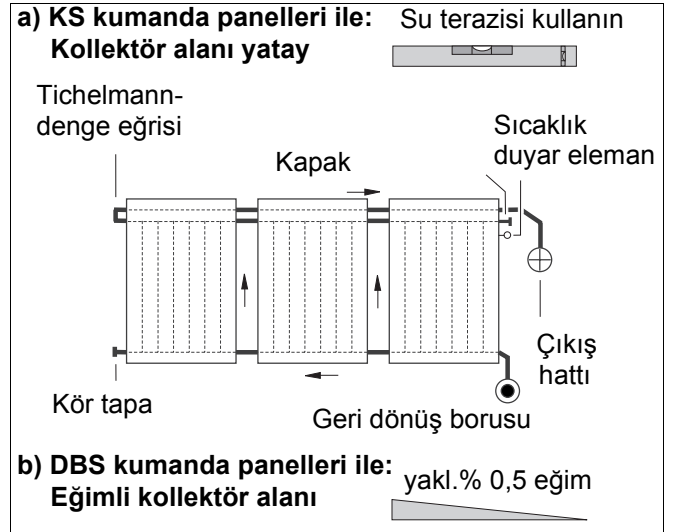 a) KS kumanda panelleri ile:
Kollektör alanı yatay
Su terazisi kullanın
Tichelmann-
denge eğrisi
Sıcaklık
duyar eleman
Kapak
Çıkış
hattı
Kör tapa
Geri dönüş borusu
b) DBS kumanda panelleri ile:
Eğimli kollektör alanı
yakl.% 0,5 eğim